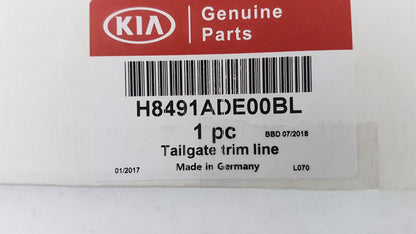 KIA Genuine
Parts
H8491ADE00BL
1 pc BBD 07/2018
Tailgate trim line
01/2017 Made in Germany L070